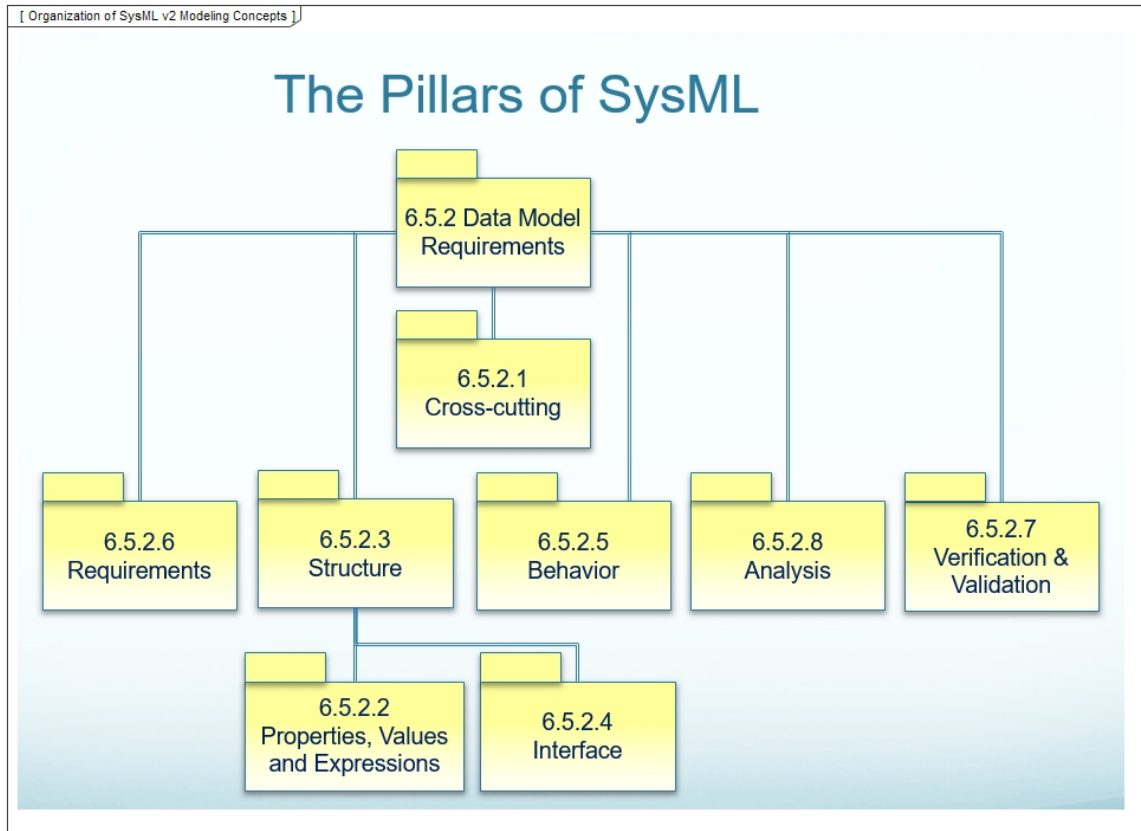 [ Organization of SysML v2 Modeling Concepts ]
The Pillars of SysML
6.5.2 Data Model
Requirements
6.5.2.1
Cross-cutting
6.5.2.6
Requirements
6.5.2.3
Structure
6.5.2.5
Behavior
6.5.2.8
Analysis
6.5.2.7
Verification &
Validation
6.5.2.2
Properties, Values
and Expressions
6.5.2.4
Interface